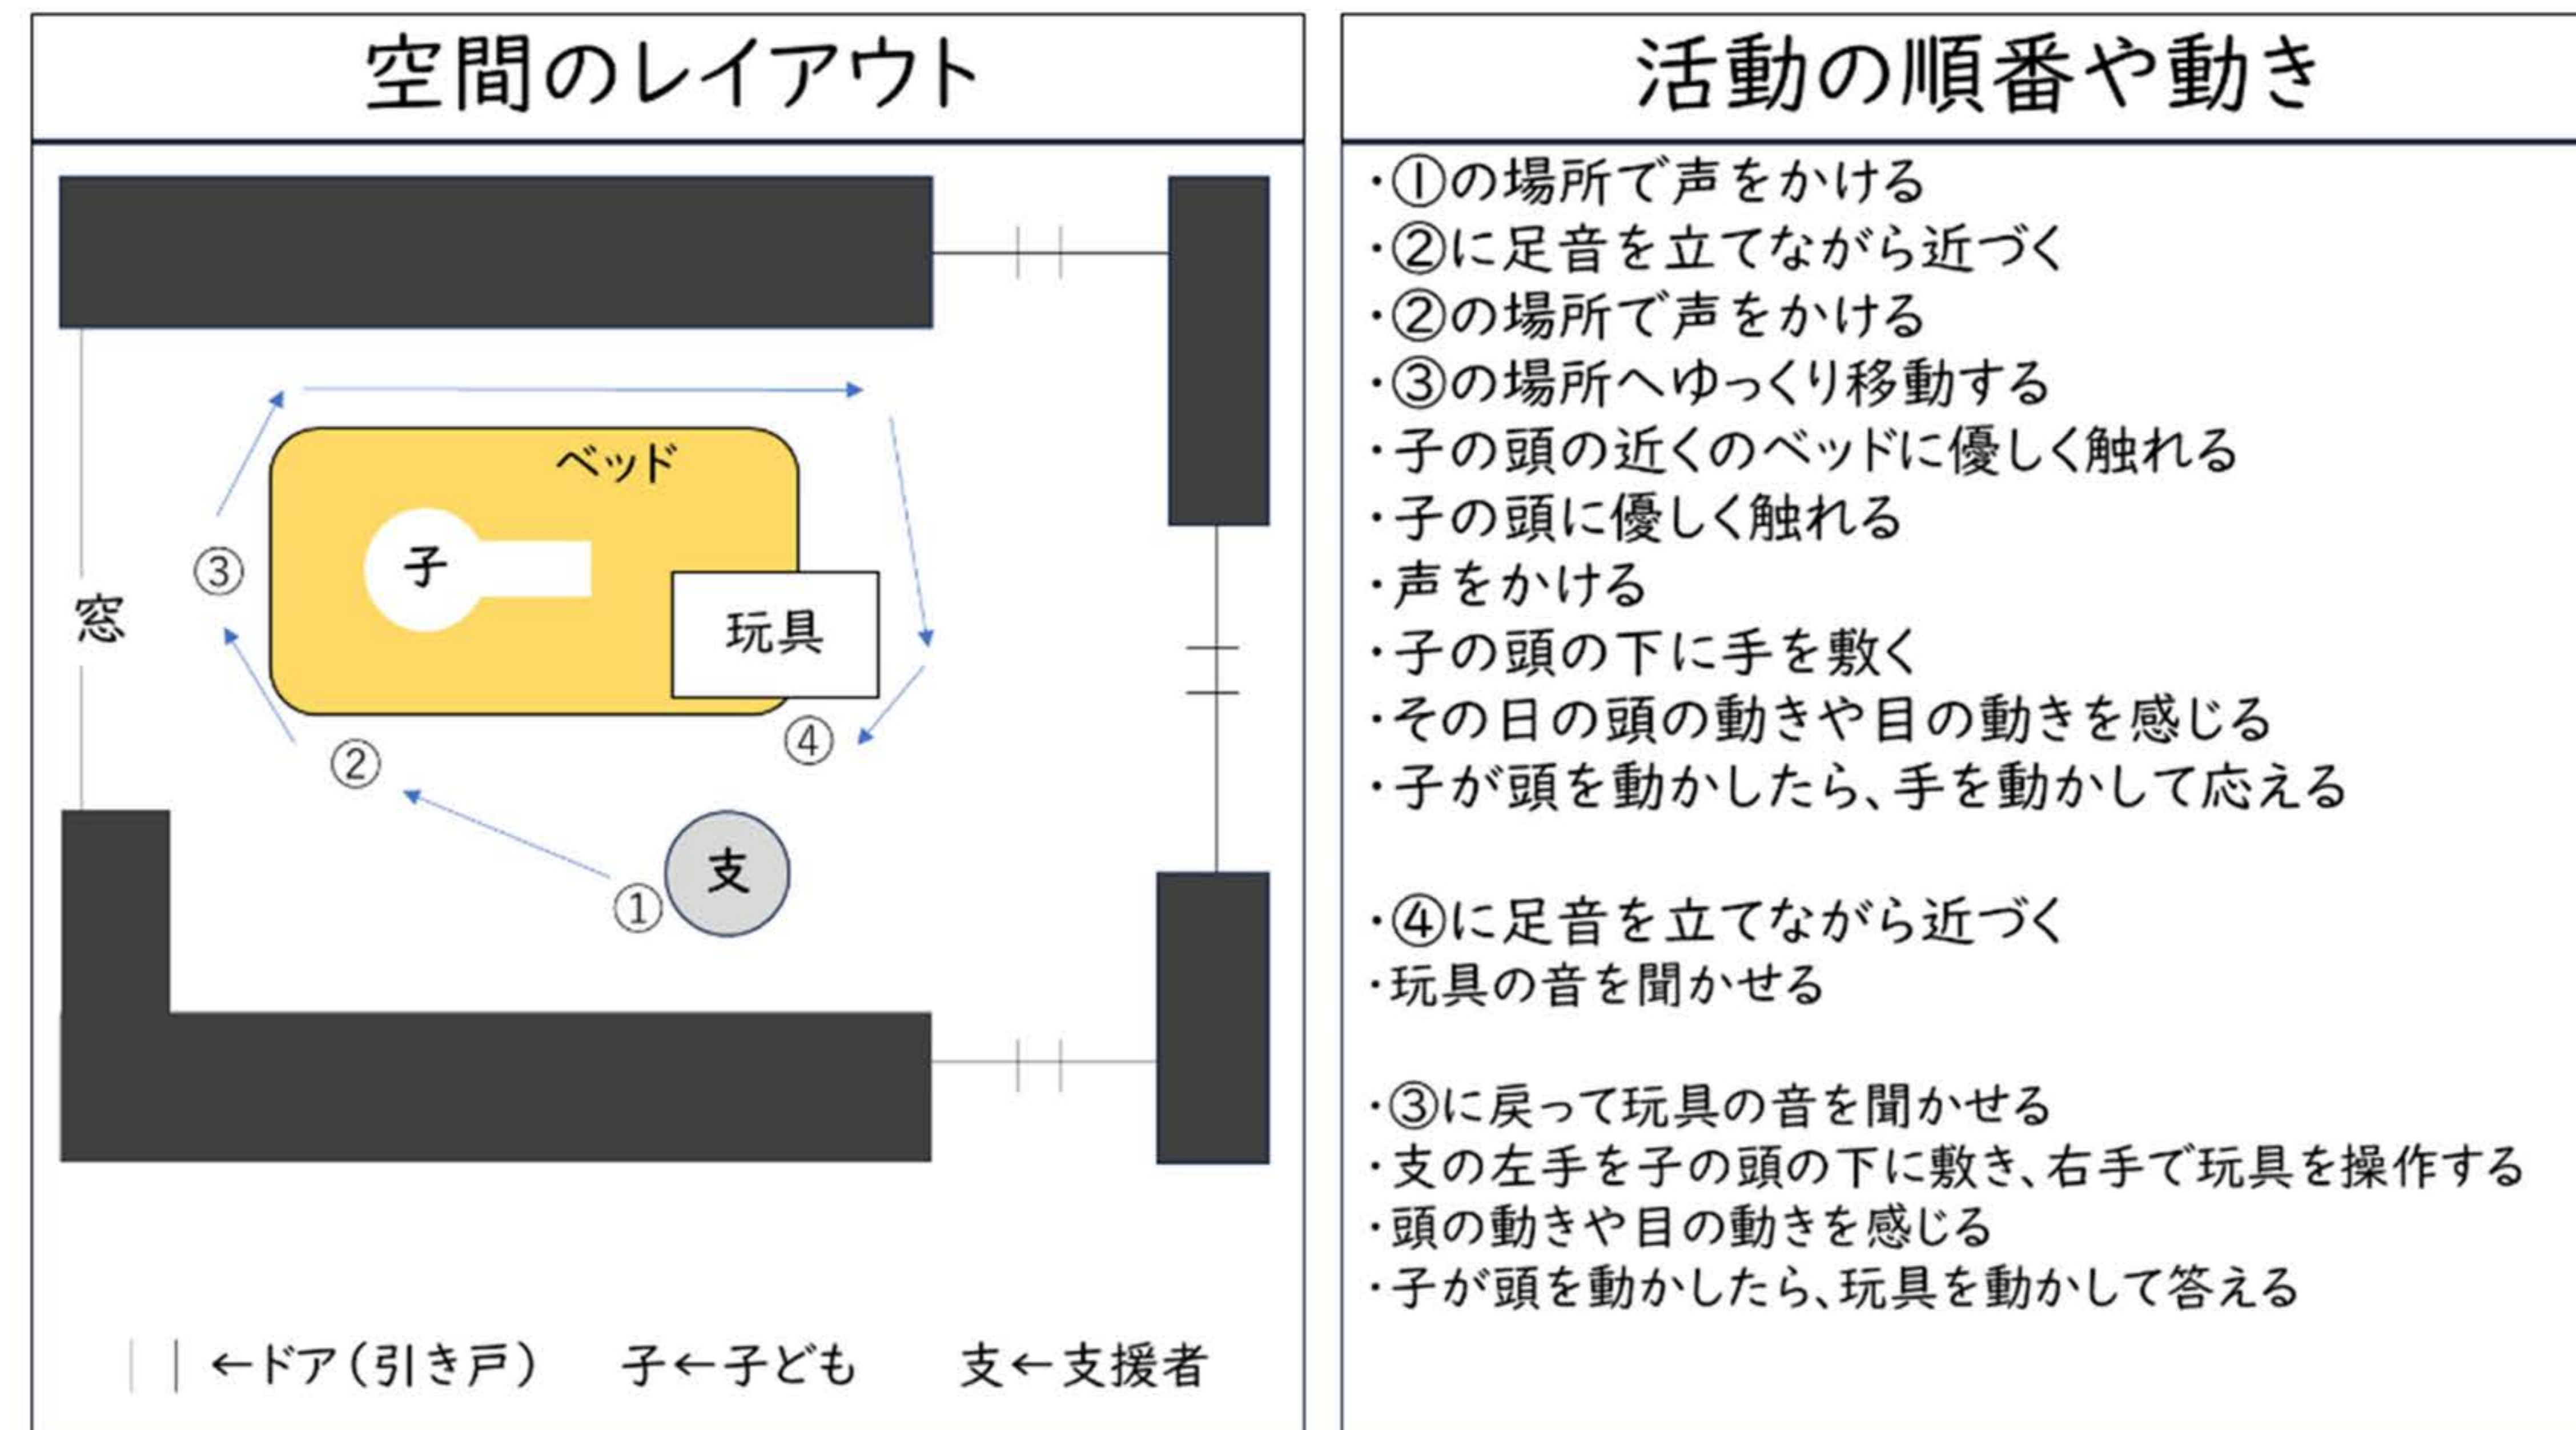 空間のレイアウト
ベッド
子
③
玩具
窓
④
②
支
①
←ドア(引き戸) 子←子ども 支←支援者
活動の順番や動き
・①の場所で声をかける
・②に足音を立てながら近づく
・②の場所で声をかける
・③の場所へゆっくり移動する
・子の頭の近くのベッドに優しく触れる
・子の頭に優しく触れる
・声をかける
・子の頭の下に手を敷く
・その日の頭の動きや目の動きを感じる
・子が頭を動かしたら、手を動かして応える
・④に足音を立てながら近づく
・玩具の音を聞かせる
・③に戻って玩具の音を聞かせる
・支の左手を子の頭の下に敷き、右手で玩具を操作する
・頭の動きや目の動きを感じる
・子が頭を動かしたら、玩具を動かして答える